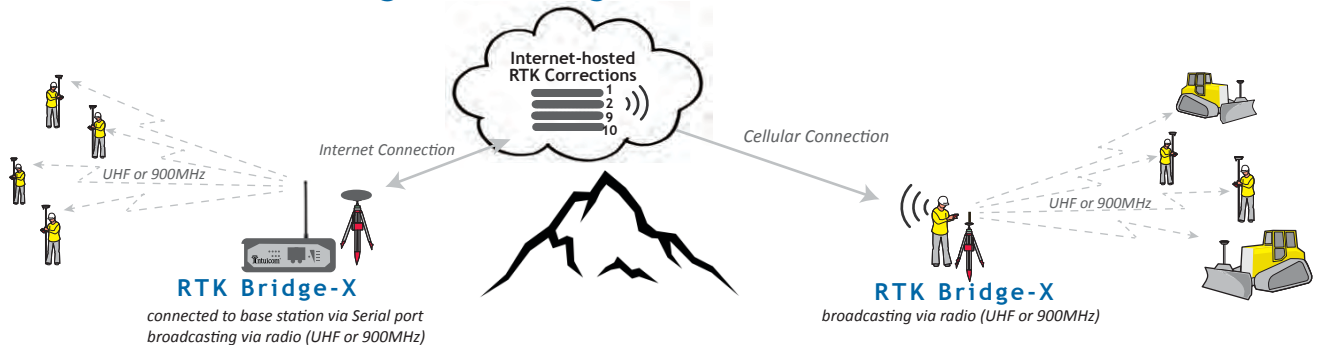 Internet-hosted
RTK Corrections
1
2
9
10
Internet Connection
Cellular Connection
UHF or 900MHz
UHF or 900MHz
intuicom
RTK Bridge-X
connected to base station via Serial port
broadcasting via radio (UHF or 900MHz)
RTK Bridge-X
broadcasting via radio (UHF or 900MHz)